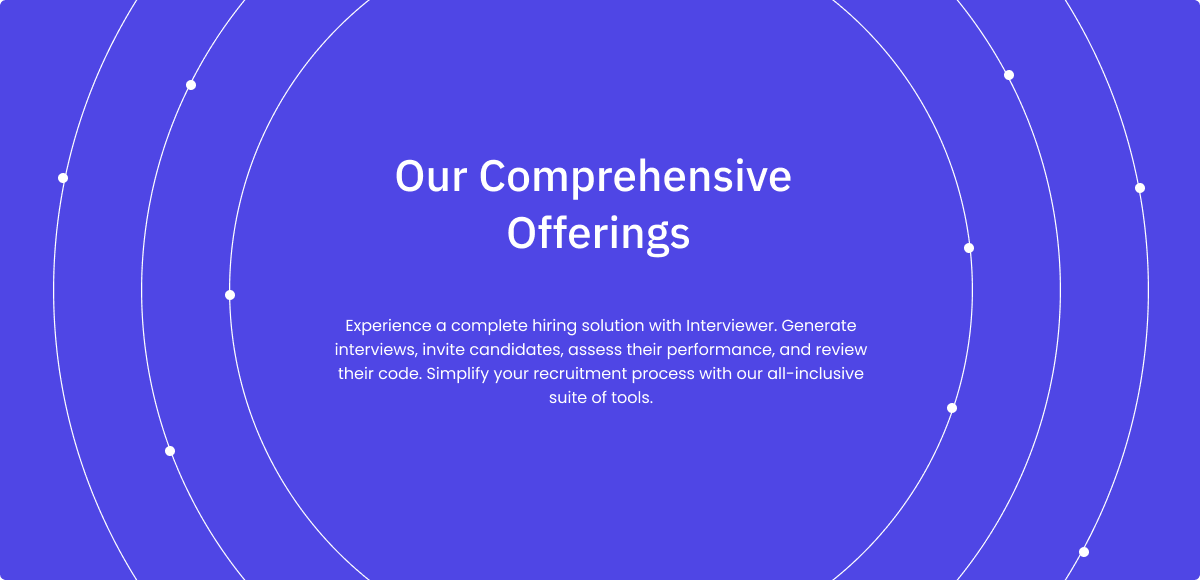 Our Comprehensive
Offerings
Experience a complete hiring solution with Interviewer. Generate
interviews, invite candidates, assess their performance, and review
their code. Simplify your recruitment process with our all-inclusive
suite of tools.